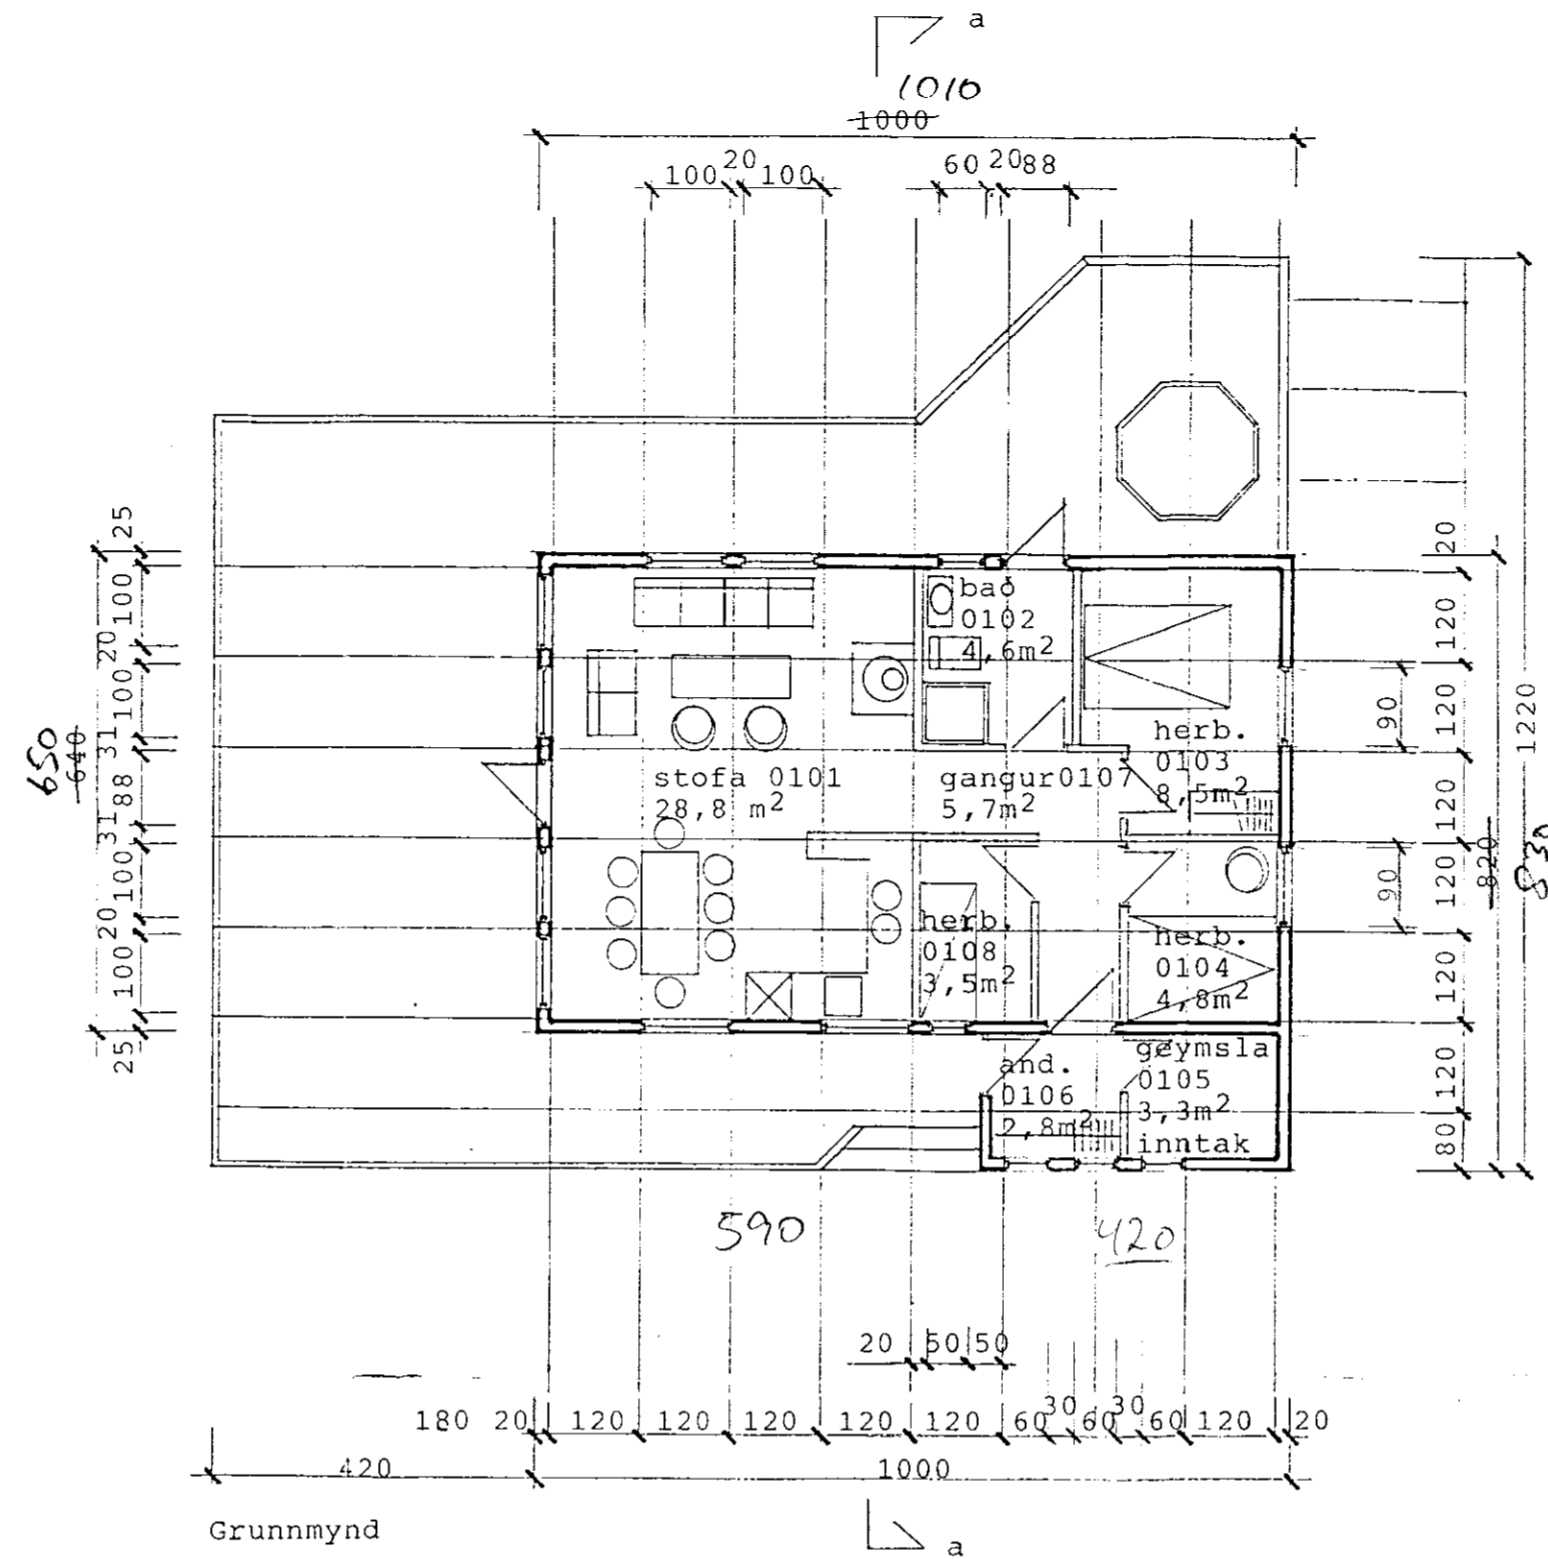 a
1010
1000
100 20 100 60 20 88
25
100
20
100
31
88
31
100
20
100
25
650
640
bað
0102
4,6m²
herb.
0103
8,5m²
stofa 0101
28,8 m²
gangur0107
5,7m²
herb.
0108
3,5m²
herb.
0104
4,8m²
and.
0106
2,8m²
geymsla
0105
3,3m²
inntak
20
120
120
120
120
120
120
80
90
90
820
830
1220
590
420
20 50 50
180 20 120 120 120 120 120 60 30 60 30 60 120 20
420 1000
Grunnmynd
a